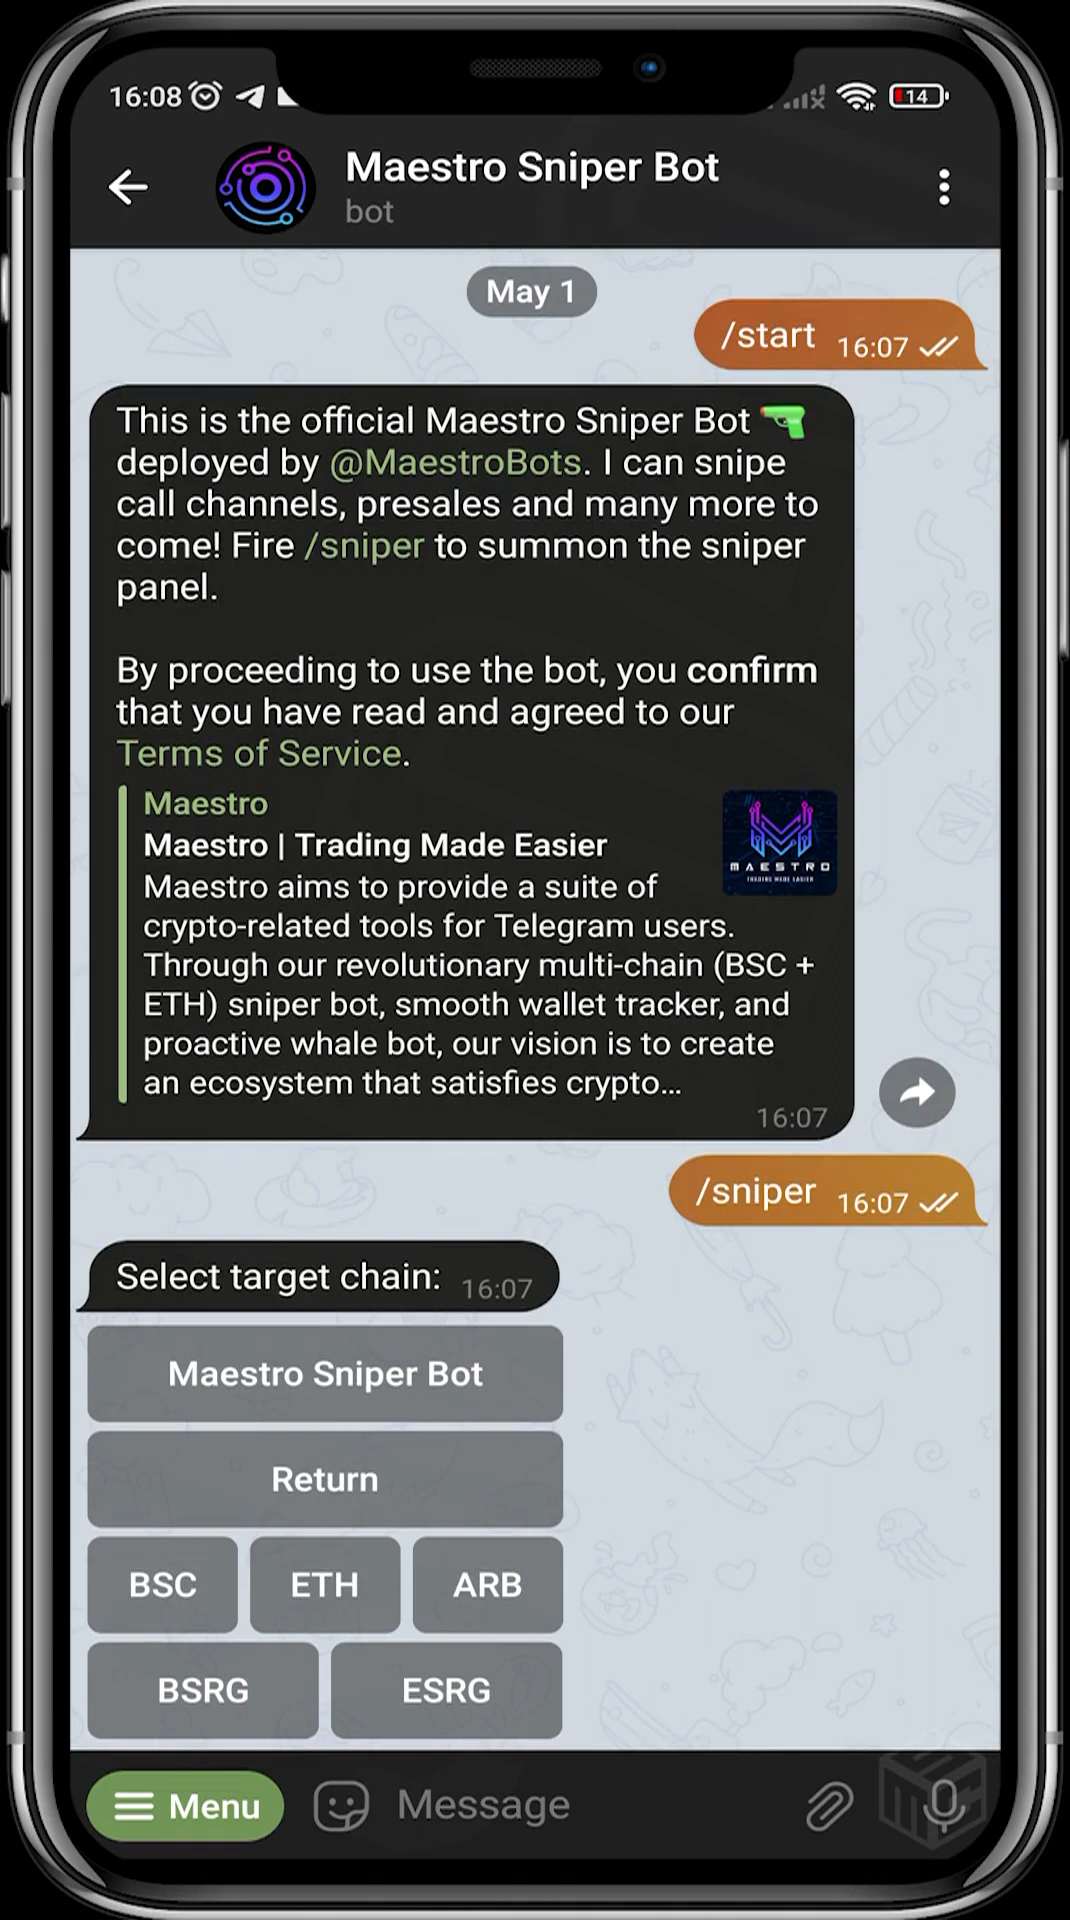 16:08
14
Maestro Sniper Bot
bot
May 1
/start 16:07
This is the official Maestro Sniper Bot
deployed by @MaestroBots. I can snipe
call channels, presales and many more to
come! Fire /sniper to summon the sniper
panel.
By proceeding to use the bot, you confirm
that you have read and agreed to our
Terms of Service.
Maestro
Maestro | Trading Made Easier
MAESTRO
TRADING MADE EASIER
Maestro aims to provide a suite of
crypto-related tools for Telegram users.
Through our revolutionary multi-chain (BSC +
ETH) sniper bot, smooth wallet tracker, and
proactive whale bot, our vision is to create
an ecosystem that satisfies crypto...
16:07
/sniper 16:07
Select target chain: 16:07
Maestro Sniper Bot
Return
BSC ETH ARB
BSRG ESRG
Menu Message